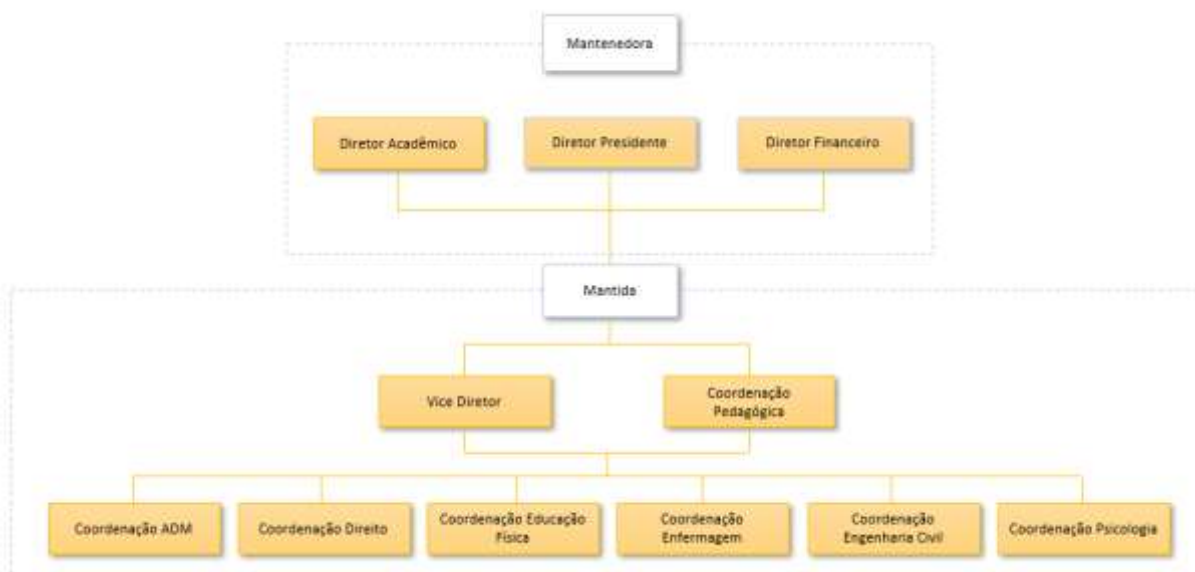 Mantenedora
Diretor Acadêmico
Diretor Presidente
Diretor Financeiro
Mantida
Vice Diretor
Coordenação
Pedagógica
Coordenação ADM
Coordenação Direito
Coordenação Educação
Física
Coordenação
Enfermagem
Coordenação
Engenharia Civil
Coordenação Psicologia